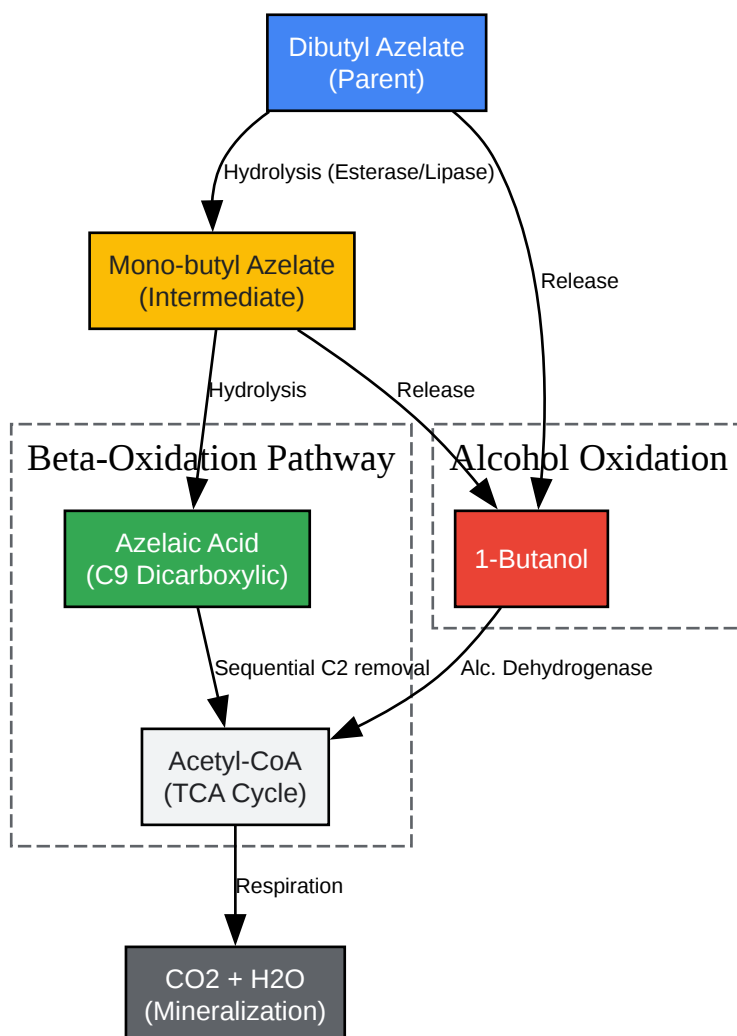 Dibutyl Azelate
(Parent)
Hydrolysis (Esterase/Lipase)
Mono-butyl Azelate
(Intermediate)
Release
Hydrolysis
Release
Beta-Oxidation Pathway
Alcohol Oxidation
Azelaic Acid
(C9 Dicarboxylic)
1-Butanol
Sequential C2 removal
Alc. Dehydrogenase
Acetyl-CoA
(TCA Cycle)
Respiration
CO2 + H2O
(Mineralization)